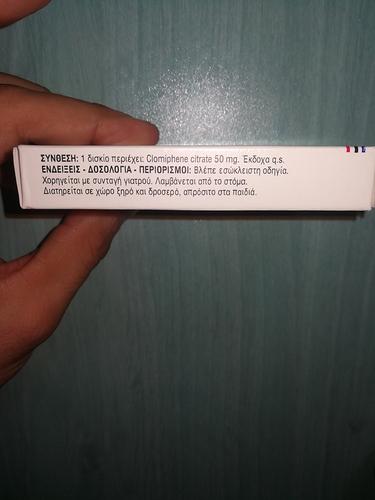 ΣΥΝΘΕΣΗ: 1 δισκίο περιέχει: Clomiphene citrate 50 mg. Έκδοχα q.s.
ΕΝΔΕΙΞΕΙΣ - ΔΟΣΟΛΟΓΙΑ - ΠΕΡΙΟΡΙΣΜΟΙ: Βλέπε εσώκλειστη οδηγία.
Χορηγείται με συνταγή γιατρού. Λαμβάνεται από το στόμα.
Διατηρείται σε χώρο ξηρό και δροσερό, απρόσιτο στα παιδιά.